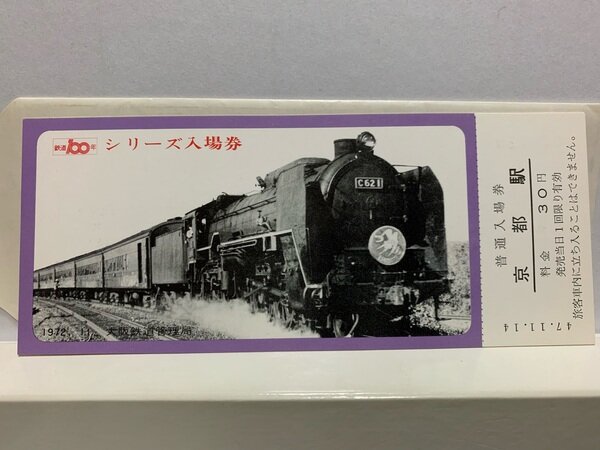 鉄道100年 シリーズ入場券
C62 1
1972.11. 大阪鉄道管理局
普通入場券
京都駅
料金 30円
発売当日1回限り有効
旅客車内に立ち入ることはできません。
47.11.14